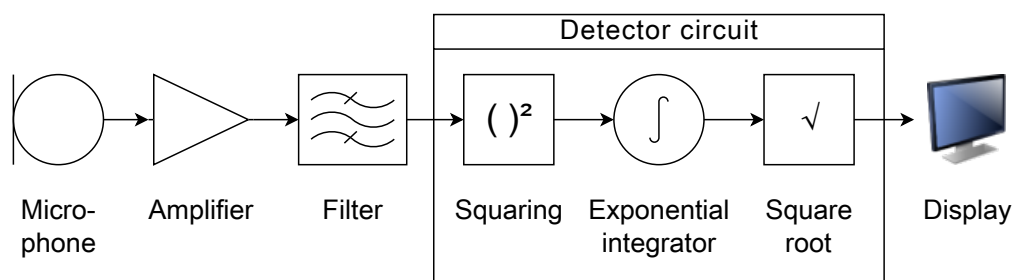 Detector circuit
( )²
∫
√
Micro-
phone
Amplifier
Filter
Squaring
Exponential
integrator
Square
root
Display